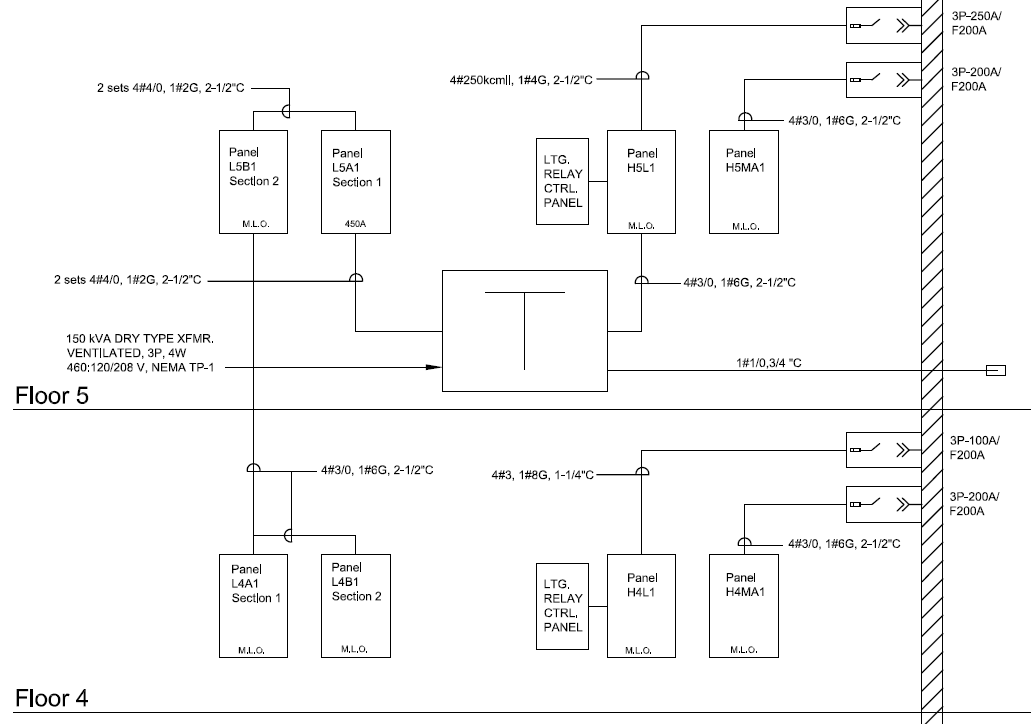 3P-250A/
F200A
4#250kcmil, 1#4G, 2-1/2"C
3P-200A/
F200A
2 sets 4#4/0, 1#2G, 2-1/2"C
4#3/0, 1#6G, 2-1/2"C
Panel
L5B1
Section 2
M.L.O.
Panel
L5A1
Section 1
450A
LTG.
RELAY
CTRL.
PANEL
Panel
H5L1
M.L.O.
Panel
H5MA1
M.L.O.
2 sets 4#4/0, 1#2G, 2-1/2"C
4#3/0, 1#6G, 2-1/2"C
150 kVA DRY TYPE XFMR.
VENTILATED, 3P, 4W
460:120/208 V, NEMA TP-1
1#1/0,3/4 "C
Floor 5
3P-100A/
F200A
4#3/0, 1#6G, 2-1/2"C
4#3, 1#8G, 1-1/4"C
3P-200A/
F200A
4#3/0, 1#6G, 2-1/2"C
Panel
L4A1
Section 1
M.L.O.
Panel
L4B1
Section 2
M.L.O.
LTG.
RELAY
CTRL.
PANEL
Panel
H4L1
M.L.O.
Panel
H4MA1
M.L.O.
Floor 4